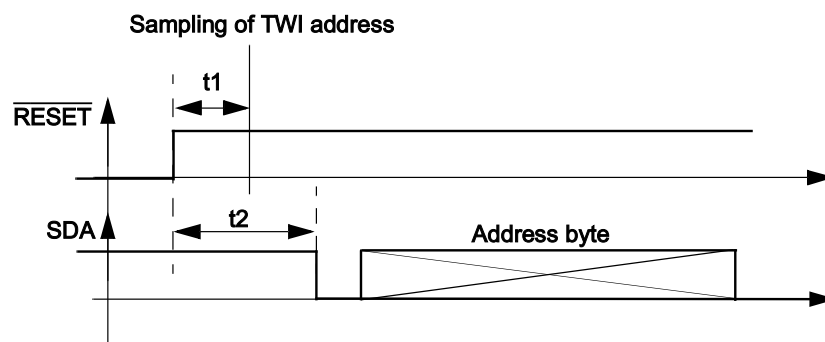 Sampling of TWI address
t1
RESET
t2
SDA
Address byte